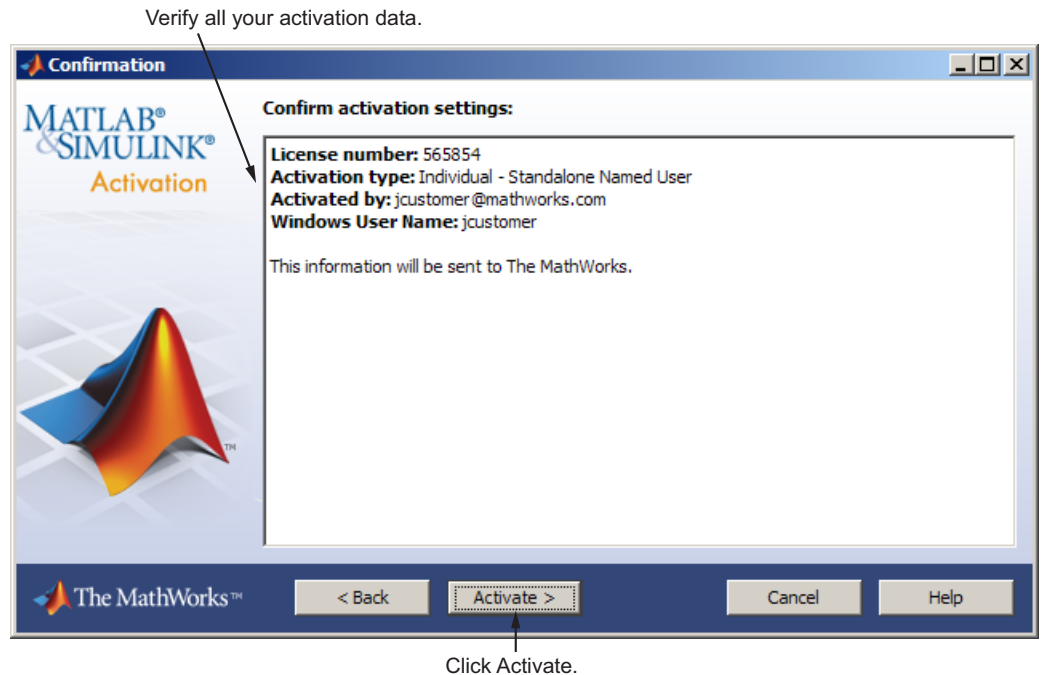 Verify all your activation data.
Confirmation
MATLAB®
&SIMULINK®
Activation
Confirm activation settings:
License number: 565854
Activation type: Individual - Standalone Named User
Activated by: jcustomer@mathworks.com
Windows User Name: jcustomer
This information will be sent to The MathWorks.
TM
The MathWorks™
< Back
Activate >
Cancel
Help
Click Activate.